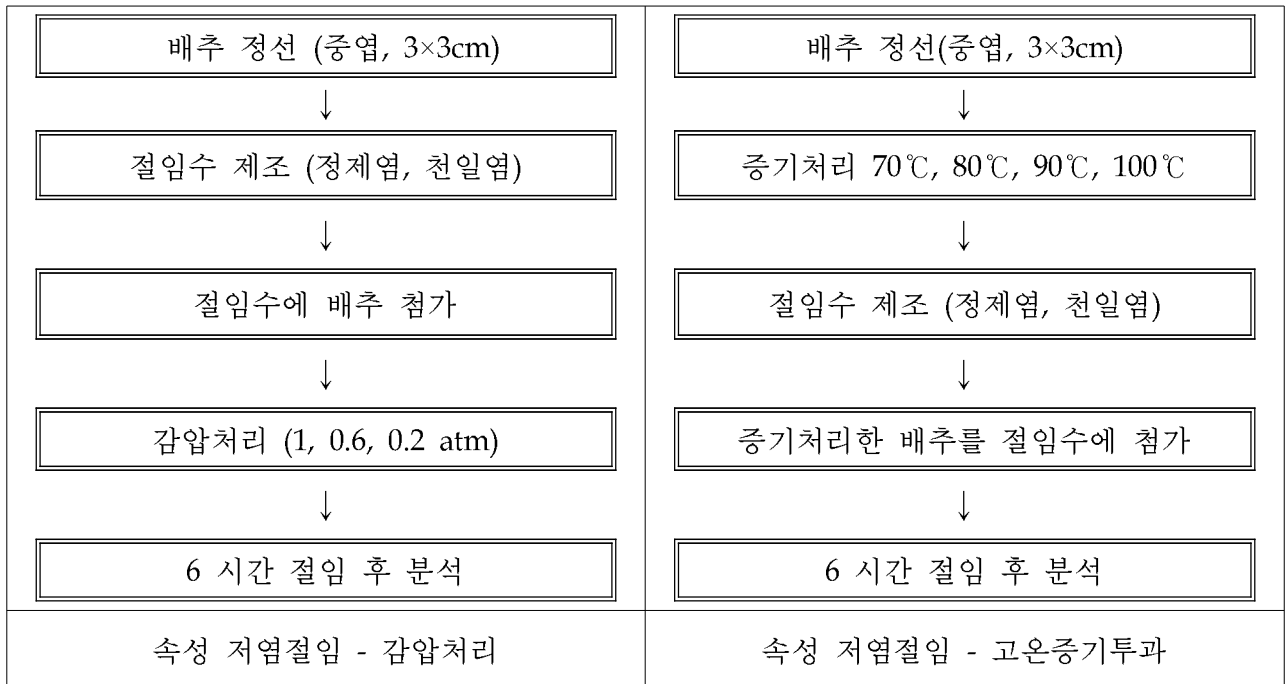 배추 정선 (중엽, 3×3cm)
↓
절임수 제조 (정제염, 천일염)
↓
절임수에 배추 첨가
↓
감압처리 (1, 0.6, 0.2 atm)
↓
6 시간 절임 후 분석
속성 저염절임 - 감압처리
배추 정선(중엽, 3×3cm)
↓
증기처리 70℃, 80℃, 90℃, 100℃
↓
절임수 제조 (정제염, 천일염)
↓
증기처리한 배추를 절임수에 첨가
↓
6 시간 절임 후 분석
속성 저염절임 - 고온증기투과